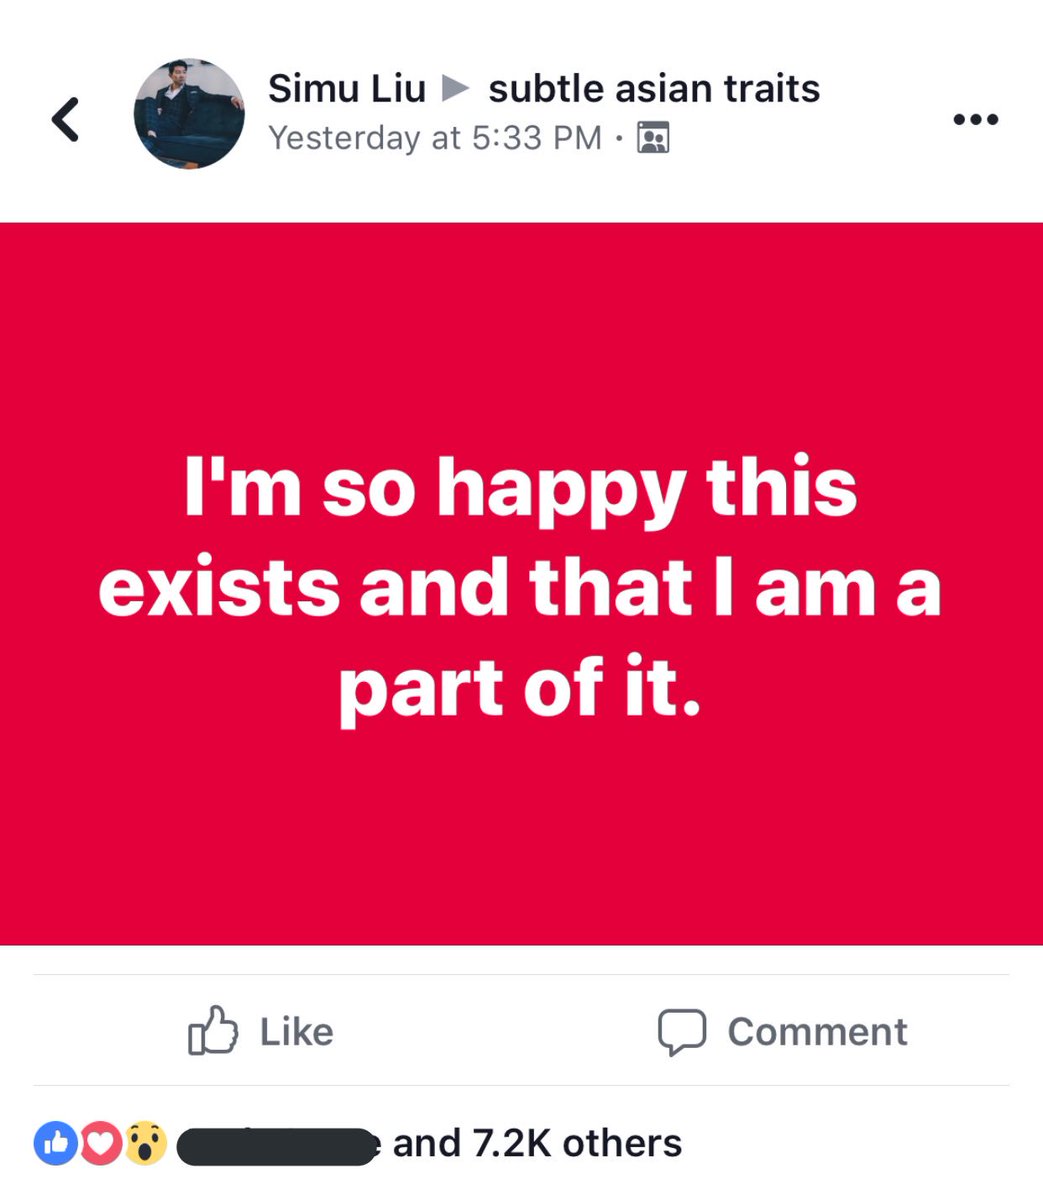 Simu Liu ▶ subtle asian traits
Yesterday at 5:33 PM ·
I'm so happy this
exists and that I am a
part of it.
Like
Comment
and 7.2K others